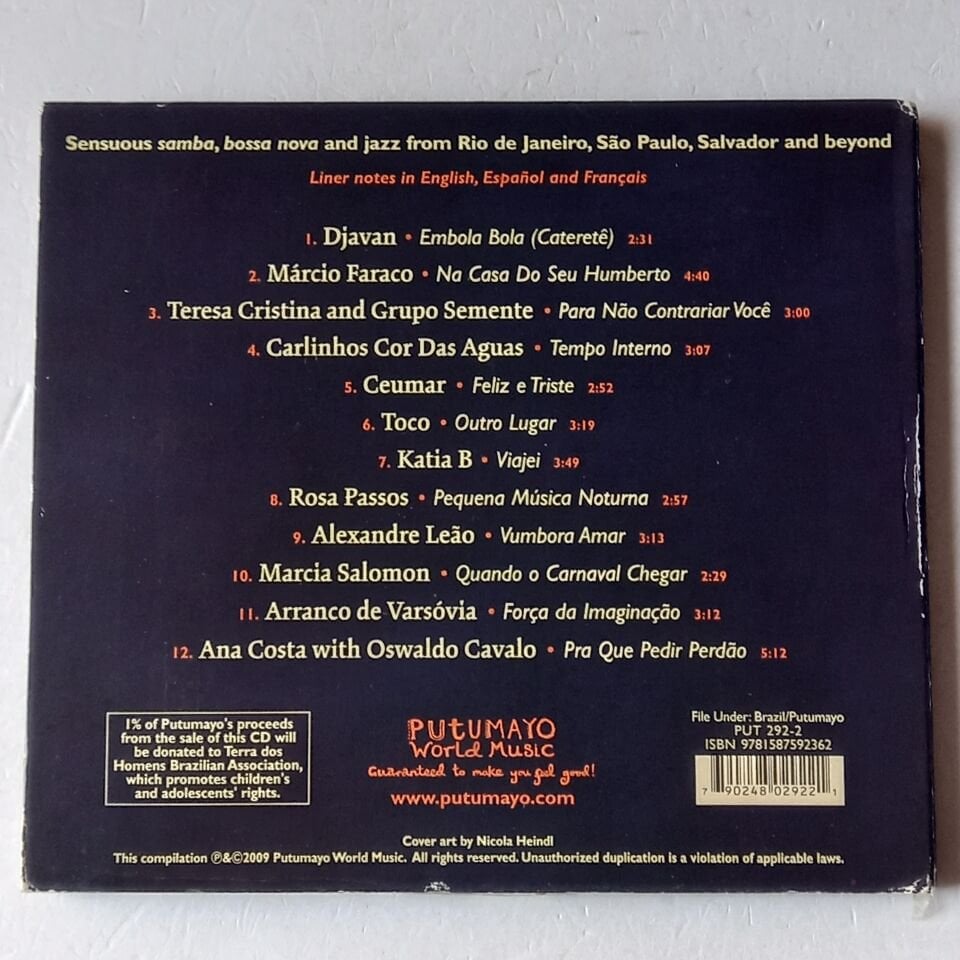 Sensuous samba, bossa nova and jazz from Rio de Janeiro, São Paulo, Salvador and beyond
Liner notes in English, Español and Français
1. Djavan • Embola Bola (Cateretê) 2:31
2. Márcio Faraco • Na Casa Do Seu Humberto 4:40
3. Teresa Cristina and Grupo Semente • Para Não Contrariar Você 3:00
4. Carlinhos Cor Das Aguas • Tempo Interno 3:07
5. Ceumar • Feliz e Triste 2:52
6. Toco • Outro Lugar 3:19
7. Katia B • Viajei 3:49
8. Rosa Passos • Pequena Música Noturna 2:57
9. Alexandre Leão • Vumbora Amar 3:13
10. Marcia Salomon • Quando o Carnaval Chegar 2:29
11. Arranco de Varsóvia • Força da Imaginação 3:12
12. Ana Costa with Oswaldo Cavalo • Pra Que Pedir Perdão 5:12
1% of Putumayo's proceeds
from the sale of this CD will
be donated to Terra dos
Homens Brazilian Association,
which promotes children's
and adolescents' rights.
PUTUMAYO
World Music
Guaranteed to make you feel good!
www.putumayo.com
File Under: Brazil/Putumayo
PUT 292-2
ISBN 9781587592362
7 90248 02922 1
Cover art by Nicola Heindl
This compilation ℗&©2009 Putumayo World Music. All rights reserved. Unauthorized duplication is a violation of applicable laws.